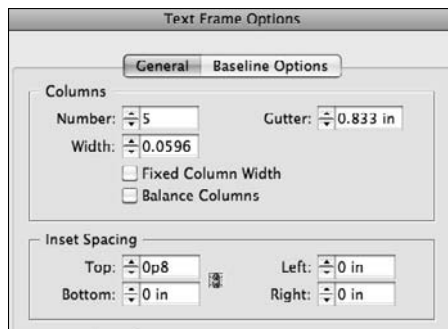 Text Frame Options
General Baseline Options
Columns
Number: 5 Gutter: 0.833 in
Width: 0.0596
Fixed Column Width
Balance Columns
Inset Spacing
Top: 0p8 Left: 0 in
Bottom: 0 in Right: 0 in